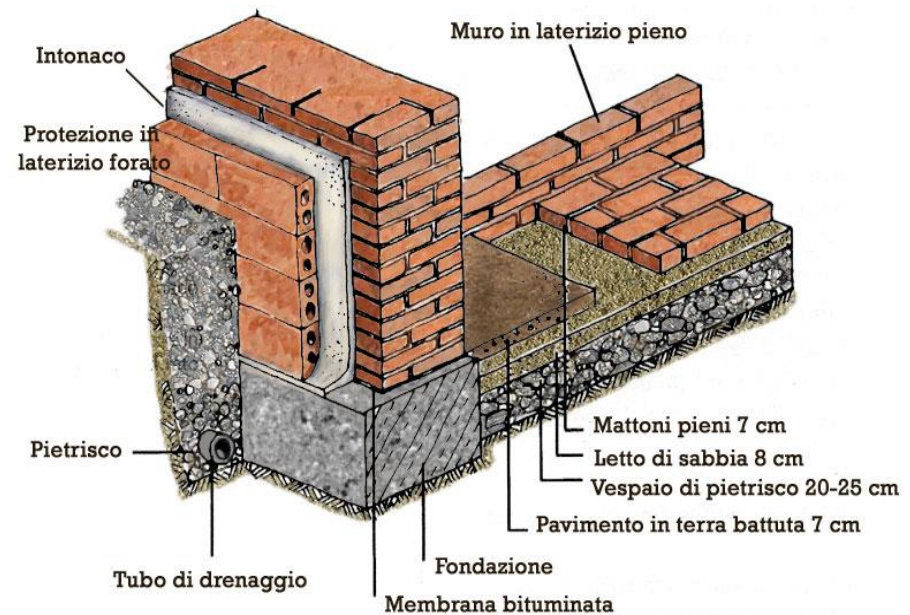 Muro in laterizio pieno
Intonaco
Protezione in
laterizio forato
Mattoni pieni 7 cm
Pietrisco
Letto di sabbia 8 cm
Vespaio di pietrisco 20-25 cm
Pavimento in terra battuta 7 cm
Fondazione
Tubo di drenaggio
Membrana bituminata